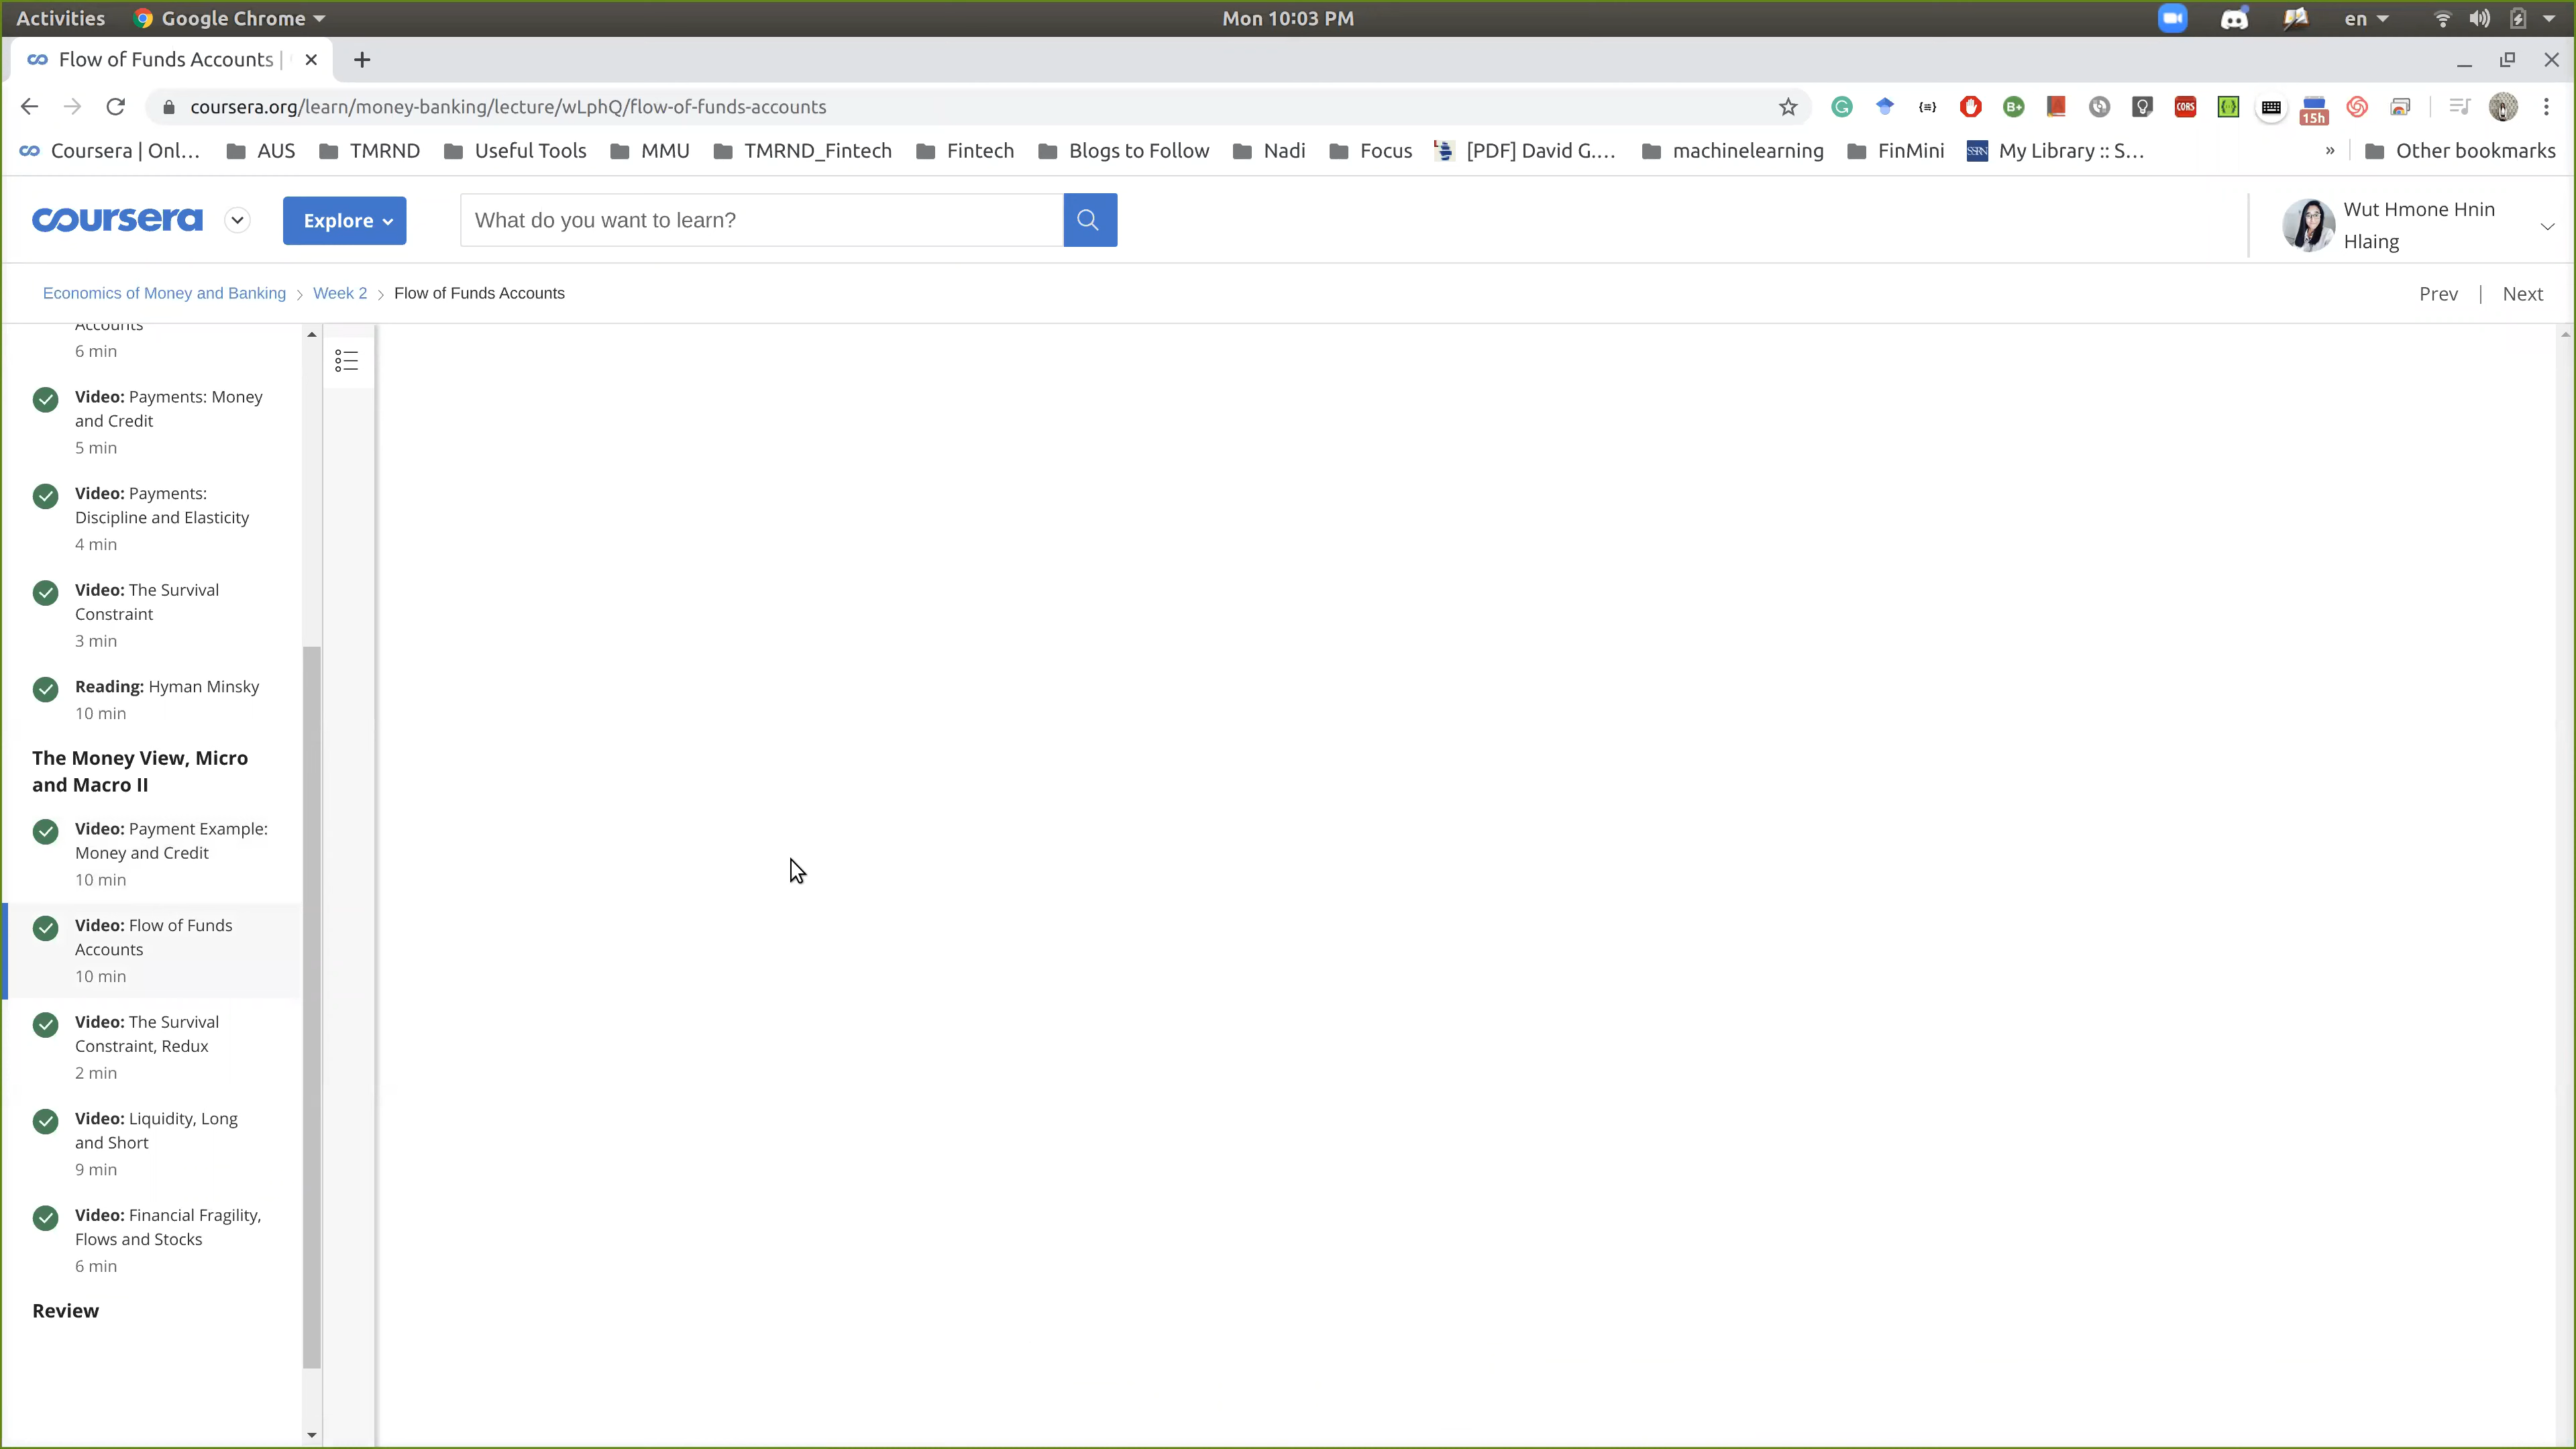 Activities Google Chrome Mon 10:03 PM en
Flow of Funds Accounts |
coursera.org/learn/money-banking/lecture/wLphQ/flow-of-funds-accounts
15h
CORS
Coursera | Onl... AUS TMRND Useful Tools MMU TMRND_Fintech Fintech Blogs to Follow Nadi Focus [PDF] David G.... machinelearning FinMini SSRN My Library :: S... » Other bookmarks
coursera Explore What do you want to learn? Wut Hmone Hnin
Hlaing
Economics of Money and Banking > Week 2 > Flow of Funds Accounts Prev | Next
Accounts
6 min
Video: Payments: Money
and Credit
5 min
Video: Payments:
Discipline and Elasticity
4 min
Video: The Survival
Constraint
3 min
Reading: Hyman Minsky
10 min
The Money View, Micro
and Macro II
Video: Payment Example:
Money and Credit
10 min
Video: Flow of Funds
Accounts
10 min
Video: The Survival
Constraint, Redux
2 min
Video: Liquidity, Long
and Short
9 min
Video: Financial Fragility,
Flows and Stocks
6 min
Review